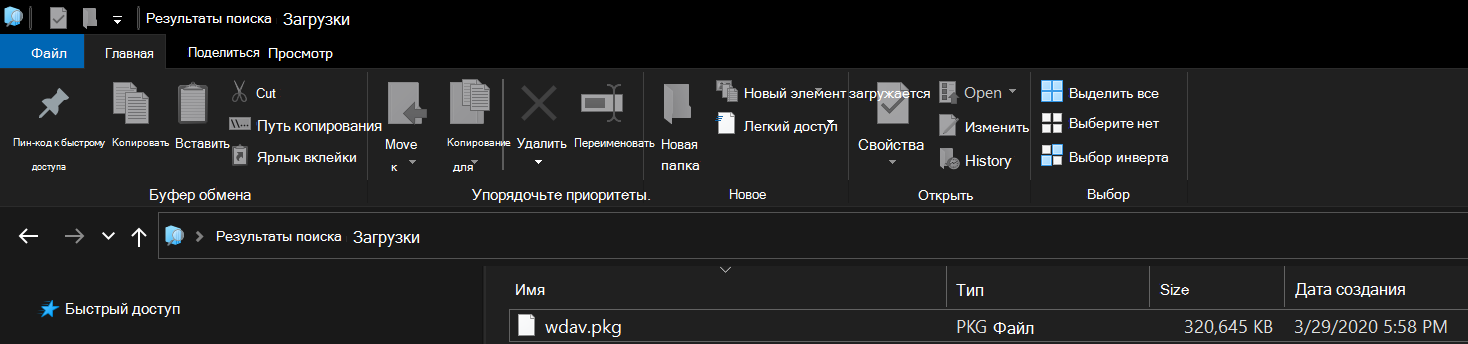 Результаты поиска Загрузки
Файл Главная Поделиться Просмотр
Пин-код к быстрому
доступа
Копировать
Вставить
Cut
Путь копирования
Ярлык вклейки
Буфер обмена
Move
к
Копирование
для
Удалить
Переименовать
Упорядочьте приоритеты.
Новая
папка
Новый элемент загружается
Легкий доступ
Новое
Свойства
Open
Изменить
History
Открыть
Выделить все
Выберите нет
Выбор инверта
Выбор
Результаты поиска Загрузки
Быстрый доступ
Имя Тип Size Дата создания
wdav.pkg PKG Файл 320,645 KB 3/29/2020 5:58 PM